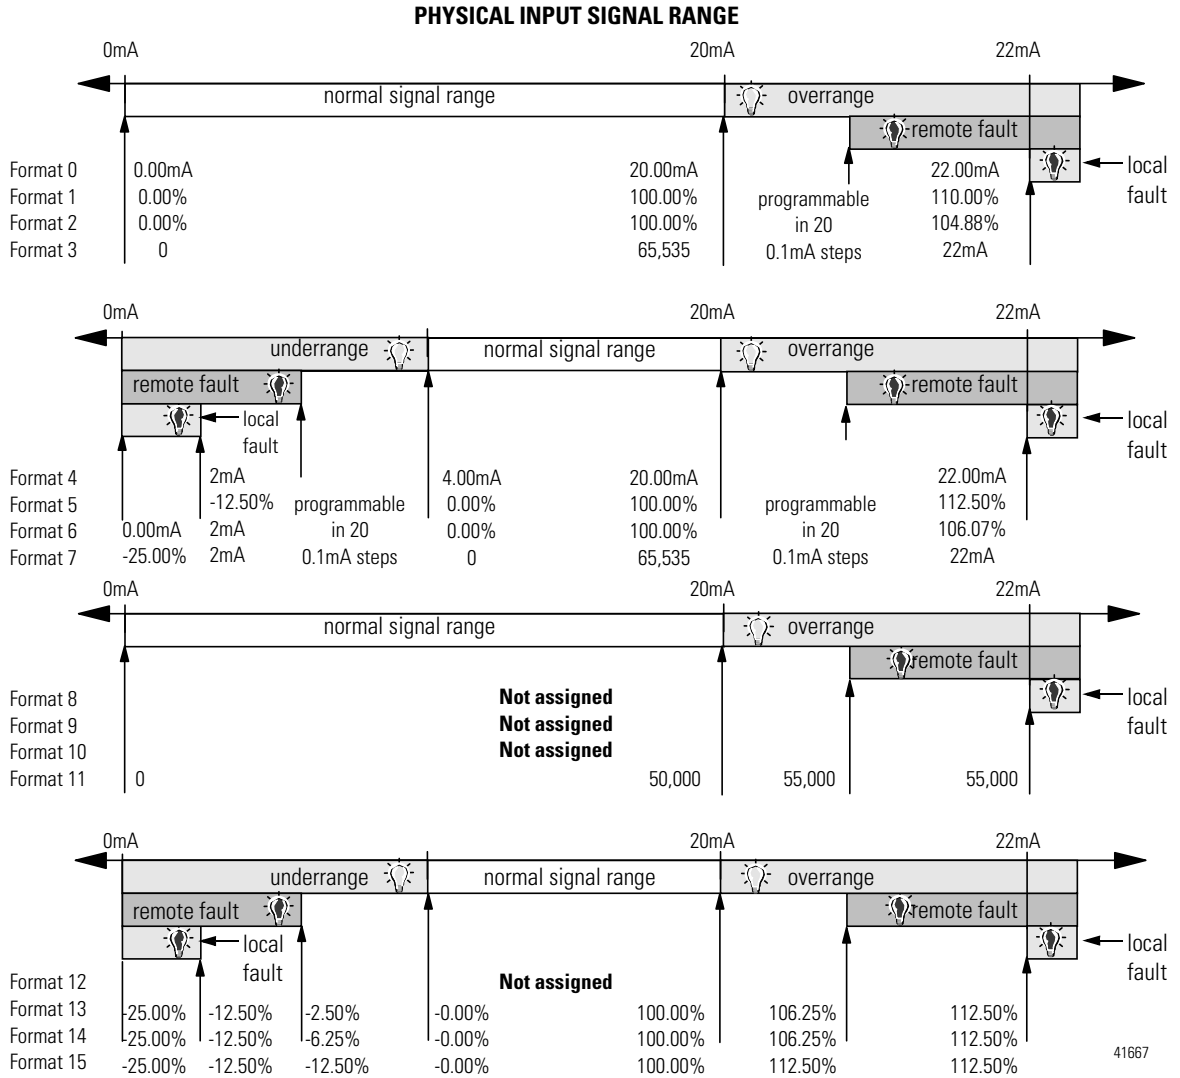 PHYSICAL INPUT SIGNAL RANGE
0mA 20mA 22mA
normal signal range overrange
remote fault
local fault
Format 0 0.00mA 20.00mA 22.00mA
Format 1 0.00% 100.00% programmable 110.00%
Format 2 0.00% 100.00% in 20 104.88%
Format 3 0 65,535 0.1mA steps 22mA
0mA 20mA 22mA
underrange normal signal range overrange
remote fault remote fault
local fault local fault
Format 4 2mA 4.00mA 20.00mA 22.00mA
Format 5 -12.50% programmable 0.00% 100.00% programmable 112.50%
Format 6 0.00mA 2mA in 20 0.00% 100.00% in 20 106.07%
Format 7 -25.00% 2mA 0.1mA steps 0 65,535 0.1mA steps 22mA
0mA 20mA 22mA
normal signal range overrange
remote fault
local fault
Format 8 Not assigned
Format 9 Not assigned
Format 10 Not assigned
Format 11 0 50,000 55,000 55,000
0mA 20mA 22mA
underrange normal signal range overrange
remote fault remote fault
local fault local fault
Format 12 Not assigned
Format 13 -25.00% -12.50% -2.50% -0.00% 100.00% 106.25% 112.50%
Format 14 -25.00% -12.50% -6.25% -0.00% 100.00% 106.25% 112.50%
Format 15 -25.00% -12.50% -12.50% -0.00% 100.00% 112.50% 112.50%
41667